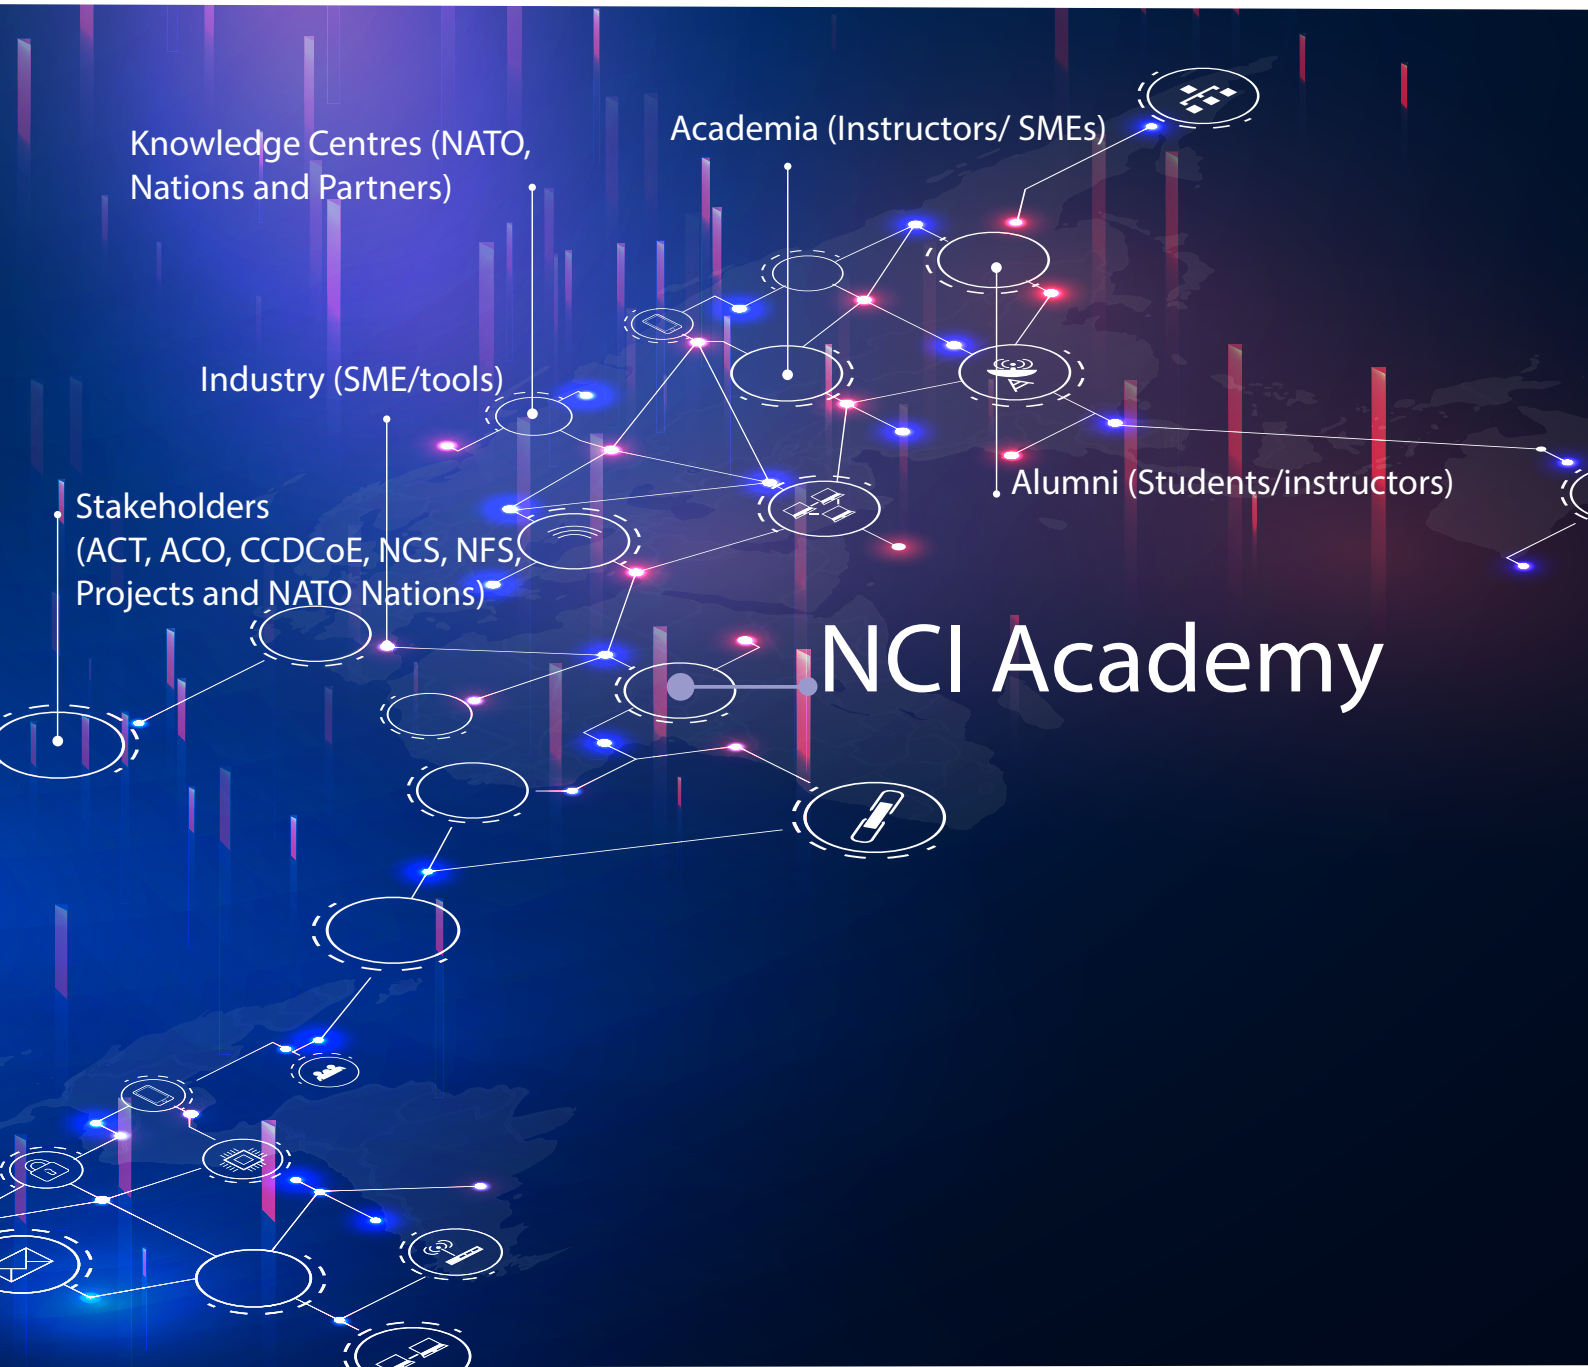 Knowledge Centres (NATO,
Nations and Partners)
Academia (Instructors/ SMEs)
Industry (SME/tools)
Alumni (Students/instructors)
Stakeholders
(ACT, ACO, CCDCoE, NCS, NFS,
Projects and NATO Nations)
NCI Academy